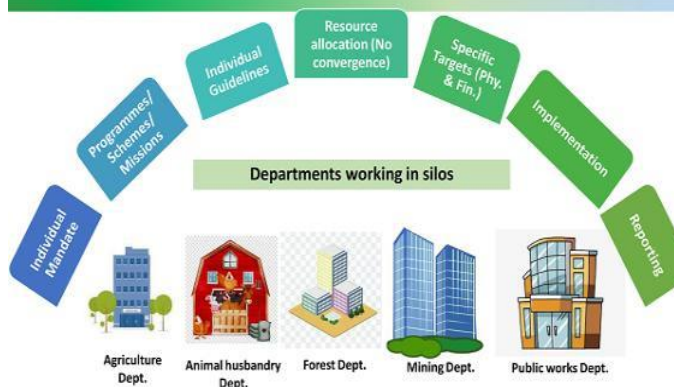 Individual
Mandate
Programmes/
Schemes/
Missions
Individual
Guidelines
Resource
allocation (No
convergence)
Specific
Targets (Phy.
& Fin.)
Implementation
Reporting
Departments working in silos
Agriculture
Dept.
Animal husbandry
Dept.
Forest Dept.
Mining Dept.
Public works Dept.